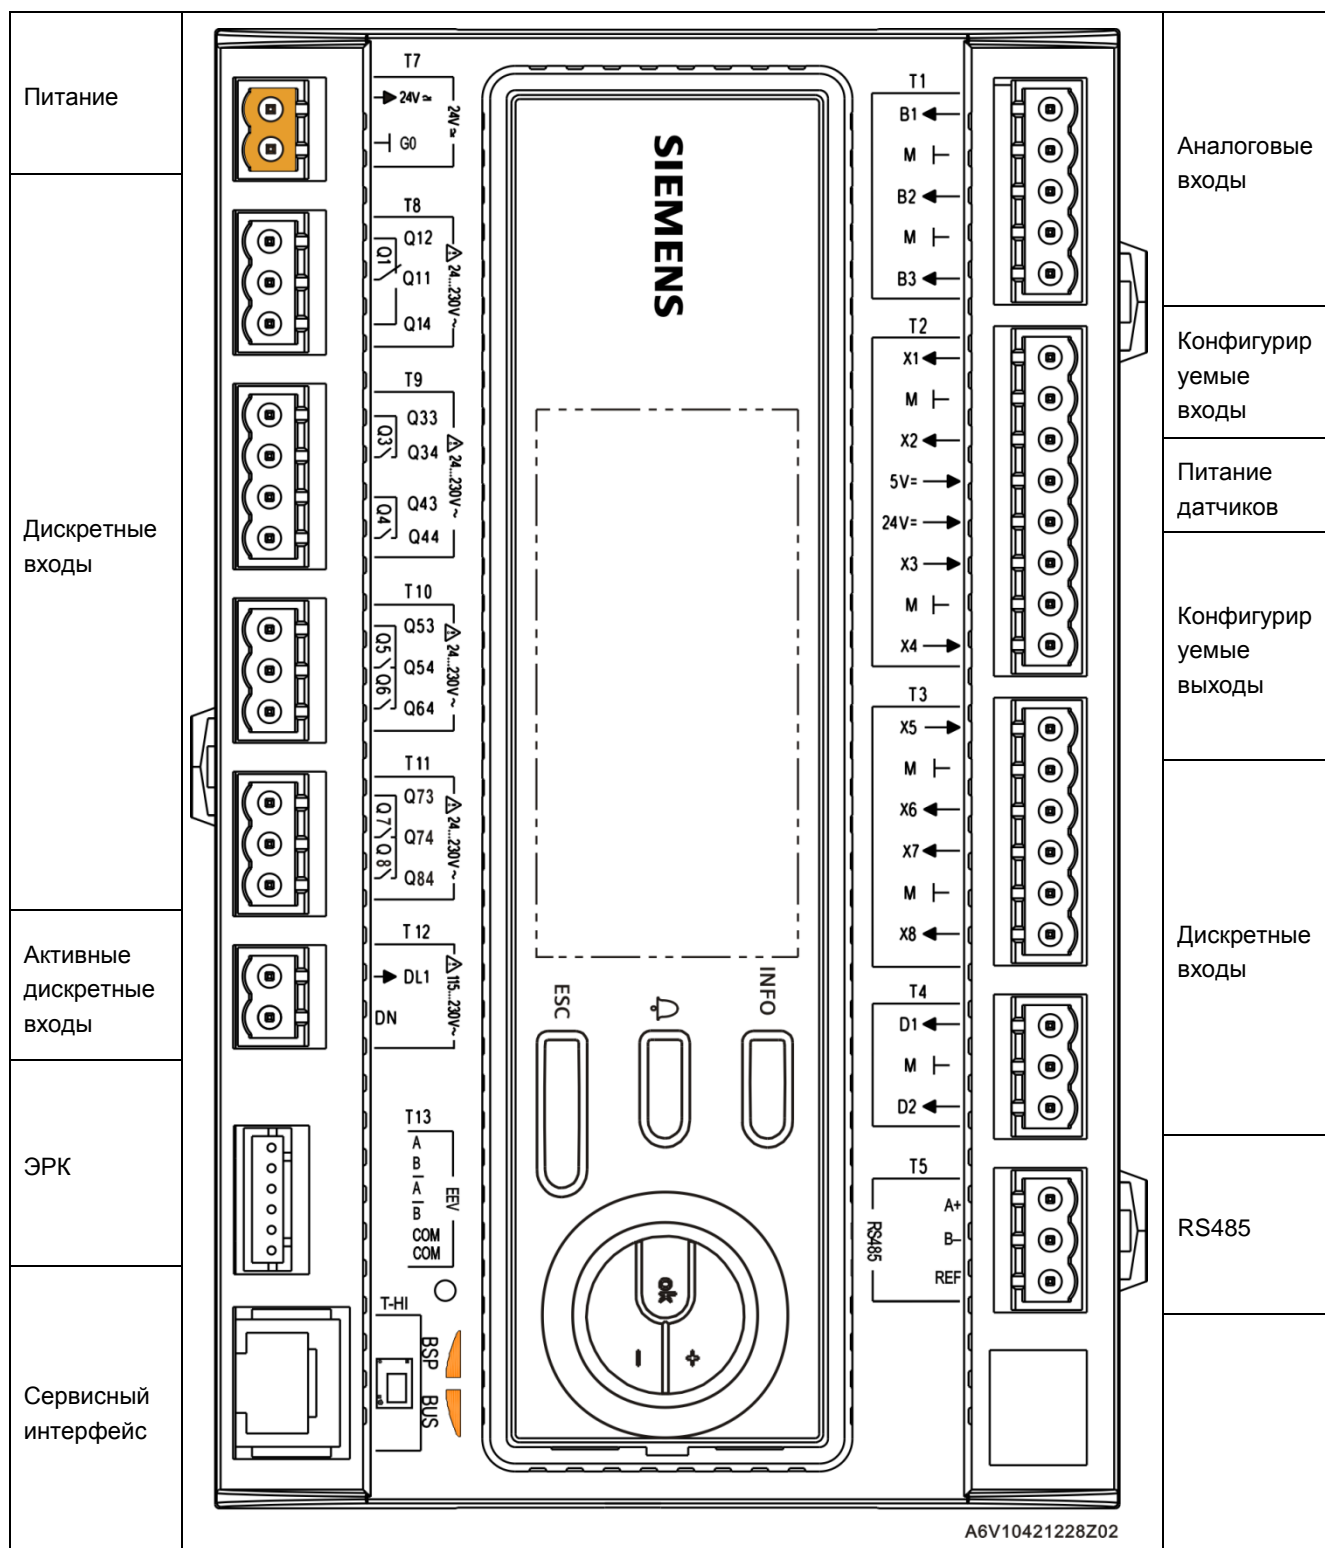 Питание
Дискретные
входы
Активные
дискретные
входы
ЭРК
Сервисный
интерфейс
T7
24V ≃
G0
24V ≃
T8
Q1
Q12
Q11
Q14
⚠ 24...230V ~
T9
Q3
Q33
Q34
Q4
Q43
Q44
⚠ 24...230V ~
T10
Q5
Q6
Q53
Q54
Q64
⚠ 24...230V ~
T11
Q7
Q8
Q73
Q74
Q84
⚠ 24...230V ~
T 12
DL1
DN
⚠ 115...230V ~
T13
A
B
A
B
COM
COM
EEV
T-HI
BSP
BUS
SIEMENS
ESC
INFO
ok
−
+
T1
B1
M
B2
M
B3
T2
X1
M
X2
5V=
24V=
X3
M
X4
T3
X5
M
X6
X7
M
X8
T4
D1
M
D2
T5
RS485
A+
B−
REF
Аналоговые
входы
Конфигурир
уемые
входы
Питание
датчиков
Конфигурир
уемые
выходы
Дискретные
входы
RS485
A6V10421228Z02